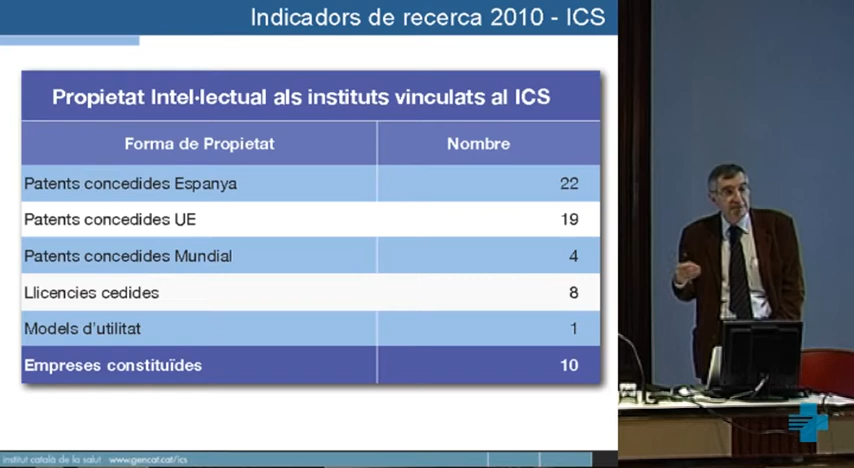 Indicadors de recerca 2010 - ICS
Propietat Intel·lectual als instituts vinculats al ICS
Forma de Propietat Nombre
Patents concedides Espanya 22
Patents concedides UE 19
Patents concedides Mundial 4
Llicencies cedides 8
Models d'utilitat 1
Empreses constituïdes 10
institut català de la salut www.gencat.cat/ics